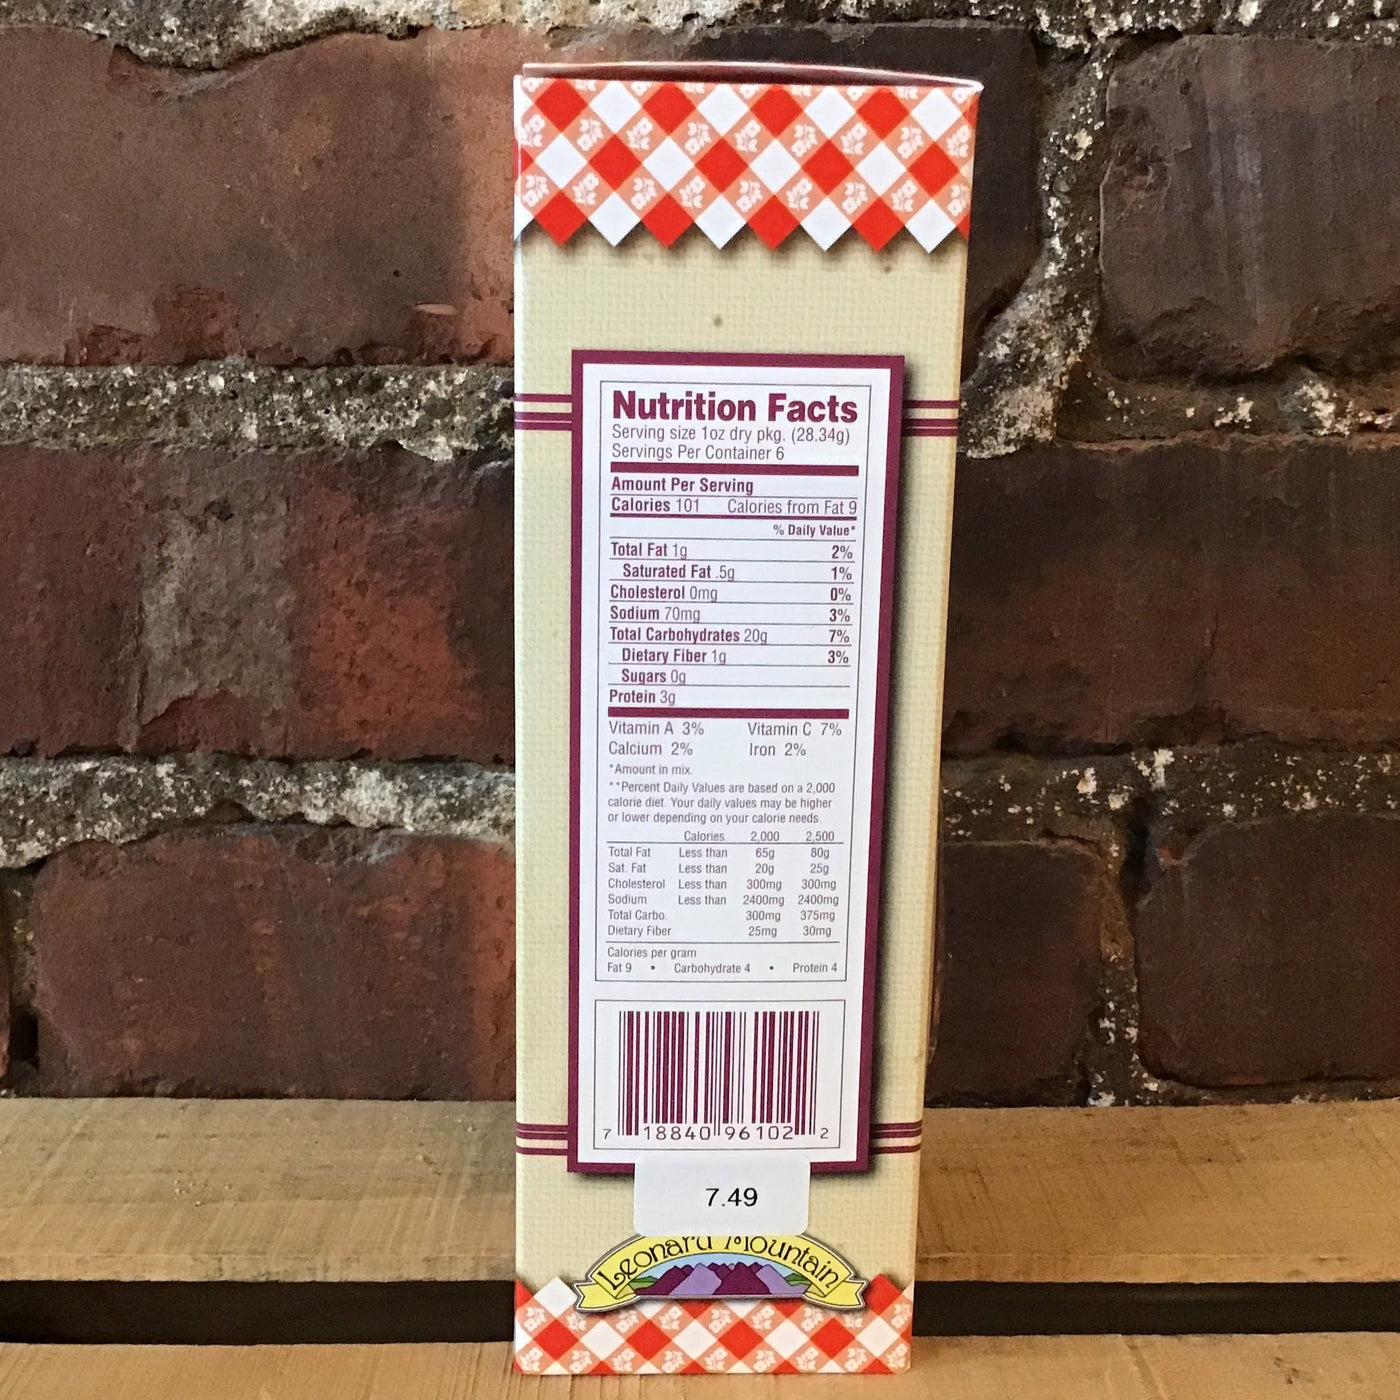 Nutrition Facts
Serving size 1oz dry pkg. (28.34g)
Servings Per Container 6
Amount Per Serving
Calories 101 Calories from Fat 9
% Daily Value*
Total Fat 1g 2%
Saturated Fat .5g 1%
Cholesterol 0mg 0%
Sodium 70mg 3%
Total Carbohydrates 20g 7%
Dietary Fiber 1g 3%
Sugars 0g
Protein 3g
Vitamin A 3% Vitamin C 7%
Calcium 2% Iron 2%
*Amount in mix.
**Percent Daily Values are based on a 2,000
calorie diet. Your daily values may be higher
or lower depending on your calorie needs.
Calories 2,000 2,500
Total Fat Less than 65g 80g
Sat. Fat Less than 20g 25g
Cholesterol Less than 300mg 300mg
Sodium Less than 2400mg 2400mg
Total Carbo. 300mg 375mg
Dietary Fiber 25mg 30mg
Calories per gram
Fat 9 • Carbohydrate 4 • Protein 4
7 18840 96102 2
7.49
Leonard Mountain